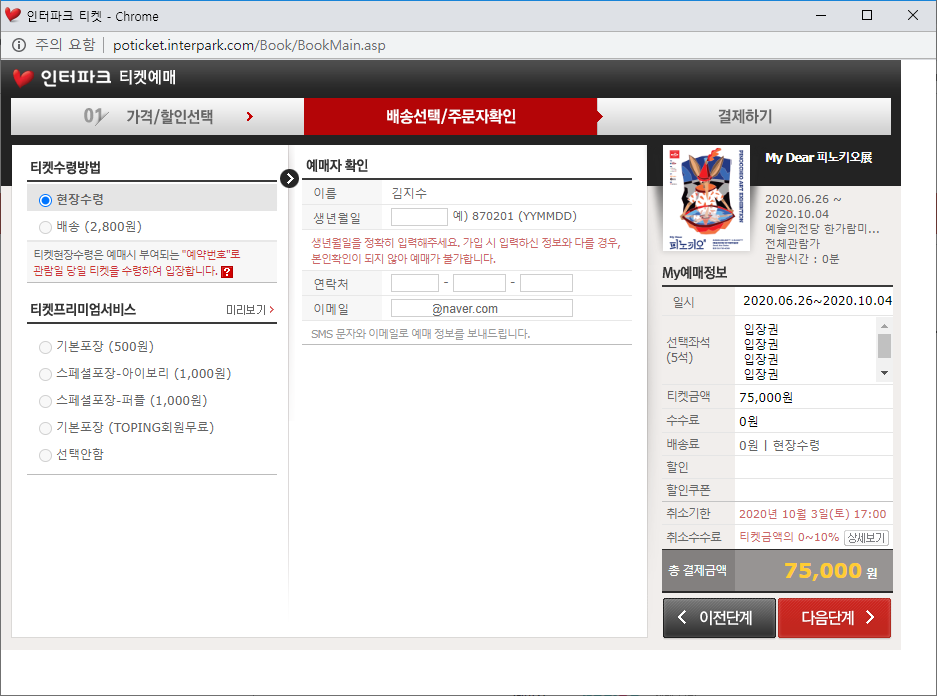 인터파크 티켓 - Chrome
주의 요함 | poticket.interpark.com/Book/BookMain.asp
인터파크 티켓예매
01 가격/할인선택
배송선택/주문자확인
결제하기
티켓수령방법
현장수령
배송 (2,800원)
티켓현장수령은 예매시 부여되는 "예약번호"로
관람일 당일 티켓을 수령하여 입장합니다. ?
티켓프리미엄서비스 미리보기
기본포장 (500원)
스페셜포장-아이보리 (1,000원)
스페셜포장-퍼플 (1,000원)
기본포장 (TOPING회원무료)
선택안함
예매자 확인
이름 김지수
생년월일 예) 870201 (YYMMDD)
생년월일을 정확히 입력해주세요. 가입 시 입력하신 정보와 다를 경우,
본인확인이 되지 않아 예매가 불가합니다.
연락처 - -
이메일 @naver.com
SMS 문자와 이메일로 예매 정보를 보내드립니다.
PINOCCHIO ART EXHIBITION
My Dear
피노키오
My Dear 피노키오展
2020.06.26 ~
2020.10.04
예술의전당 한가람미...
전체관람가
관람시간 : 0분
My예매정보
일시 2020.06.26~2020.10.04
선택좌석
(5석)
입장권
입장권
입장권
입장권
티켓금액 75,000원
수수료 0원
배송료 0원 | 현장수령
할인
할인쿠폰
취소기한 2020년 10월 3일(토) 17:00
취소수수료 티켓금액의 0~10% 상세보기
총 결제금액 75,000 원
이전단계
다음단계